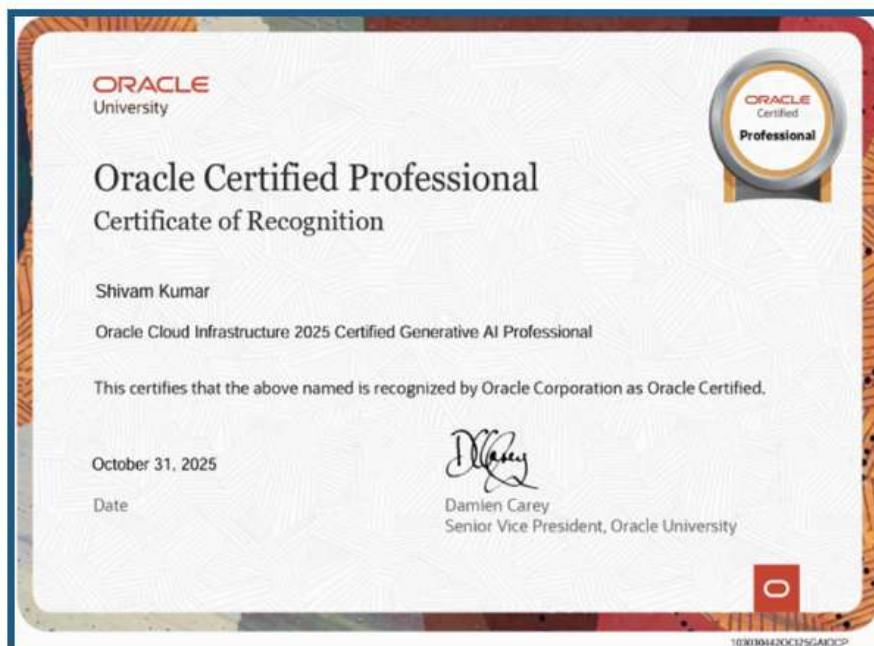 ORACLE
University
ORACLE
Certified
Professional
Oracle Certified Professional
Certificate of Recognition
Shivam Kumar
Oracle Cloud Infrastructure 2025 Certified Generative AI Professional
This certifies that the above named is recognized by Oracle Corporation as Oracle Certified.
October 31, 2025
Date
DCarey
Damien Carey
Senior Vice President, Oracle University